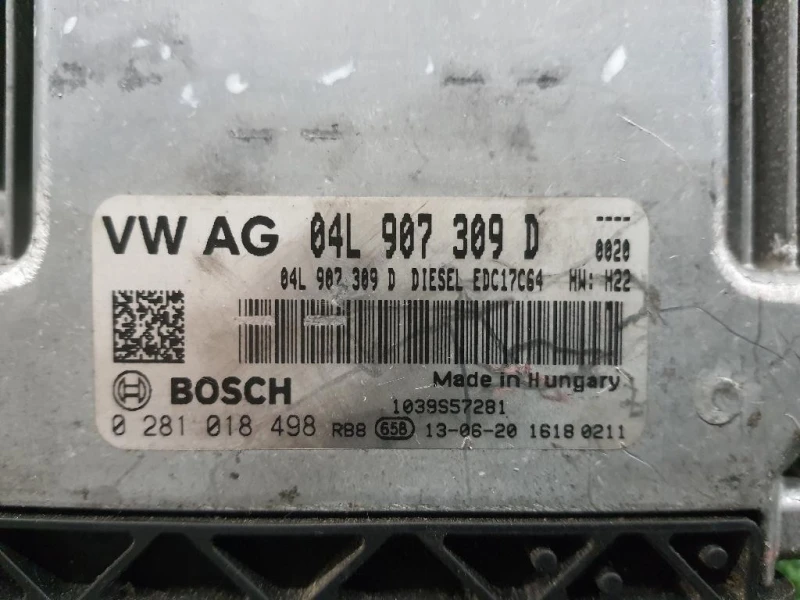 VW AG 04L 907 309 D ----
0020
04L 907 309 D DIESEL EDC17C64 HW: H22
BOSCH Made in Hungary
1039S57281
0 281 018 498 RB8 658 13-06-20 1618 0211